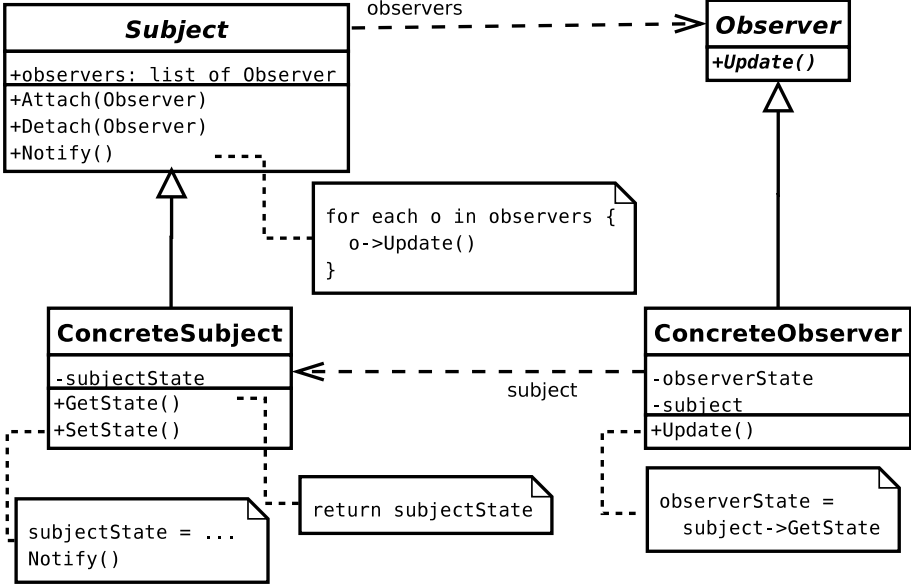 Subject
+observers: list of Observer
+Attach(Observer)
+Detach(Observer)
+Notify()
observers
Observer
+Update()
for each o in observers {
  o->Update()
}
ConcreteSubject
-subjectState
+GetState()
+SetState()
subject
ConcreteObserver
-observerState
-subject
+Update()
subjectState = ...
Notify()
return subjectState
observerState =
  subject->GetState